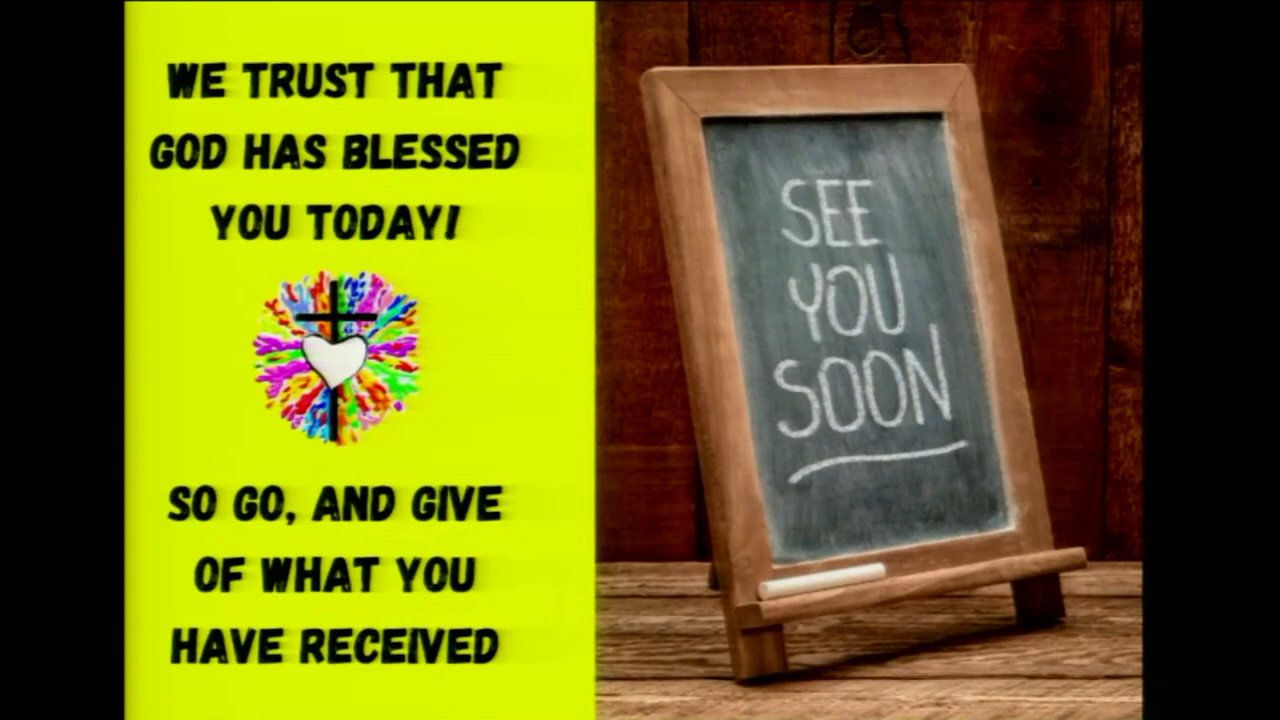 WE TRUST THAT
GOD HAS BLESSED
YOU TODAY!
SO GO, AND GIVE
OF WHAT YOU
HAVE RECEIVED
SEE
YOU
SOON